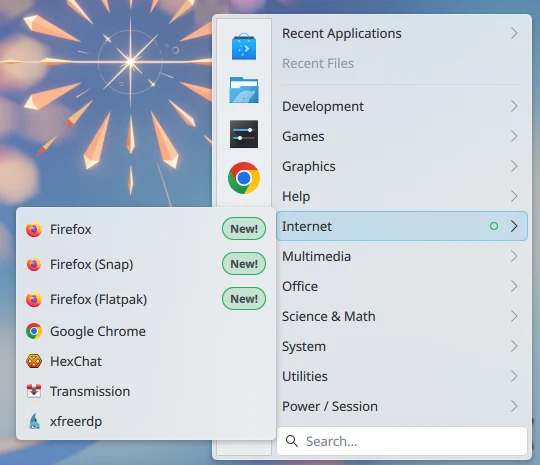 Recent Applications
Recent Files
Development
Games
Graphics
Help
Internet
Multimedia
Office
Science & Math
System
Utilities
Power / Session
Search...
Firefox New!
Firefox (Snap) New!
Firefox (Flatpak) New!
Google Chrome
HexChat
Transmission
xfreerdp